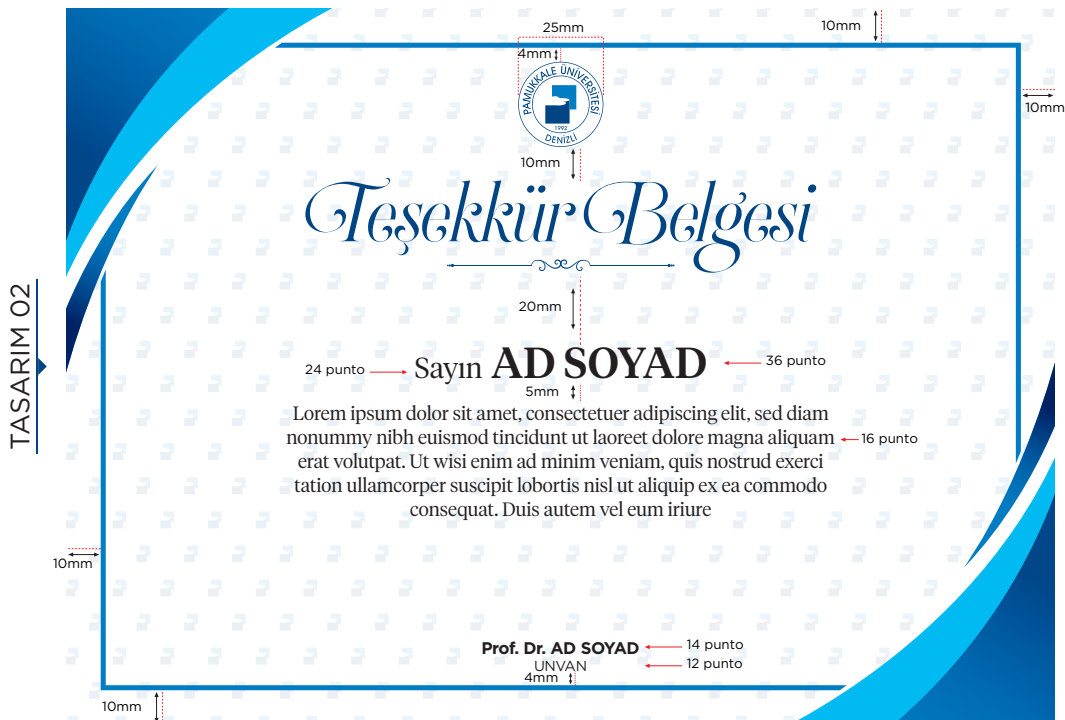 10mm
25mm
4mm
10mm
PAMUKKALE ÜNİVERSİTESİ
1992
DENİZLİ
10mm
Teşekkür Belgesi
20mm
TASARIM 02
24 punto
Sayın AD SOYAD
36 punto
5mm
Lorem ipsum dolor sit amet, consectetuer adipiscing elit, sed diam
nonummy nibh euismod tincidunt ut laoreet dolore magna aliquam
16 punto
erat volutpat. Ut wisi enim ad minim veniam, quis nostrud exerci
tation ullamcorper suscipit lobortis nisl ut aliquip ex ea commodo
consequat. Duis autem vel eum iriure
10mm
Prof. Dr. AD SOYAD
14 punto
UNVAN
12 punto
4mm
10mm